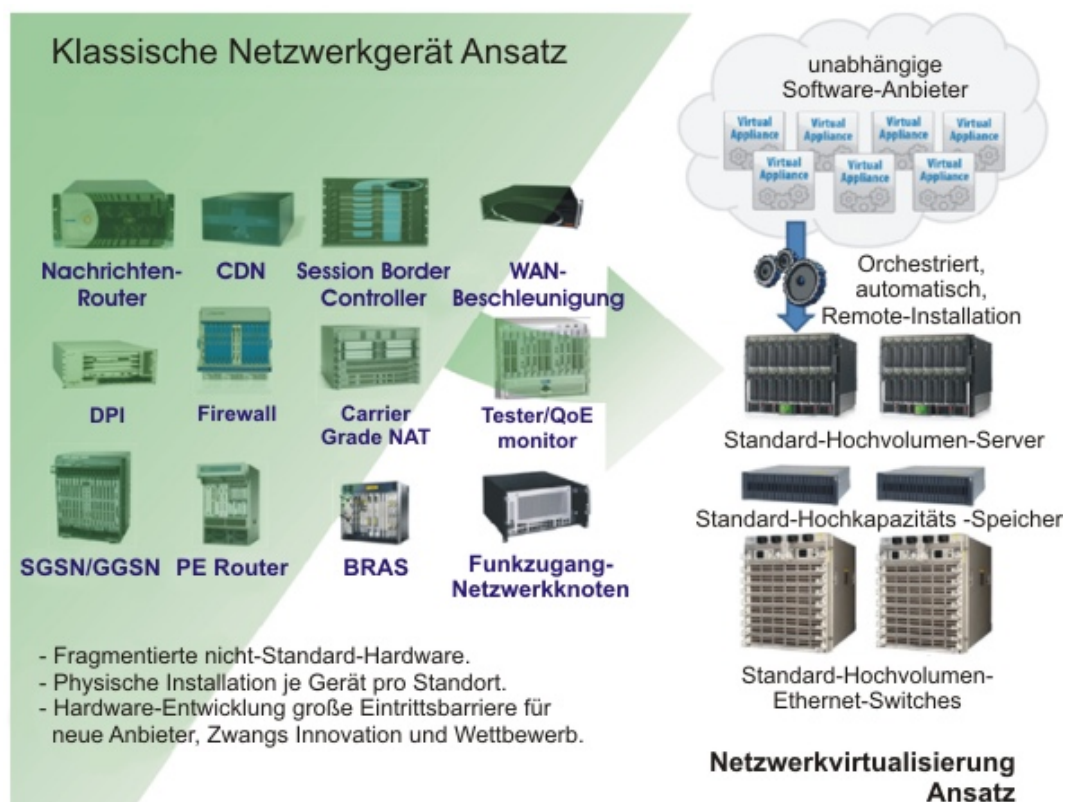 Klassische Netzwerkgerät Ansatz
unabhängige
Software-Anbieter
Virtual
Appliance
Virtual
Appliance
Virtual
Appliance
Virtual
Appliance
Virtual
Appliance
Virtual
Appliance
Virtual
Appliance
Orchestriert,
automatisch,
Remote-Installation
Nachrichten-
Router
CDN
Session Border
Controller
WAN-
Beschleunigung
DPI
Firewall
Carrier
Grade NAT
Tester/QoE
monitor
SGSN/GGSN
PE Router
BRAS
Funkzugang-
Netzwerkknoten
- Fragmentierte nicht-Standard-Hardware.
- Physische Installation je Gerät pro Standort.
- Hardware-Entwicklung große Eintrittsbarriere für
neue Anbieter, Zwangs Innovation und Wettbewerb.
Standard-Hochvolumen-Server
Standard-Hochkapazitäts -Speicher
Standard-Hochvolumen-
Ethernet-Switches
Netzwerkvirtualisierung
Ansatz